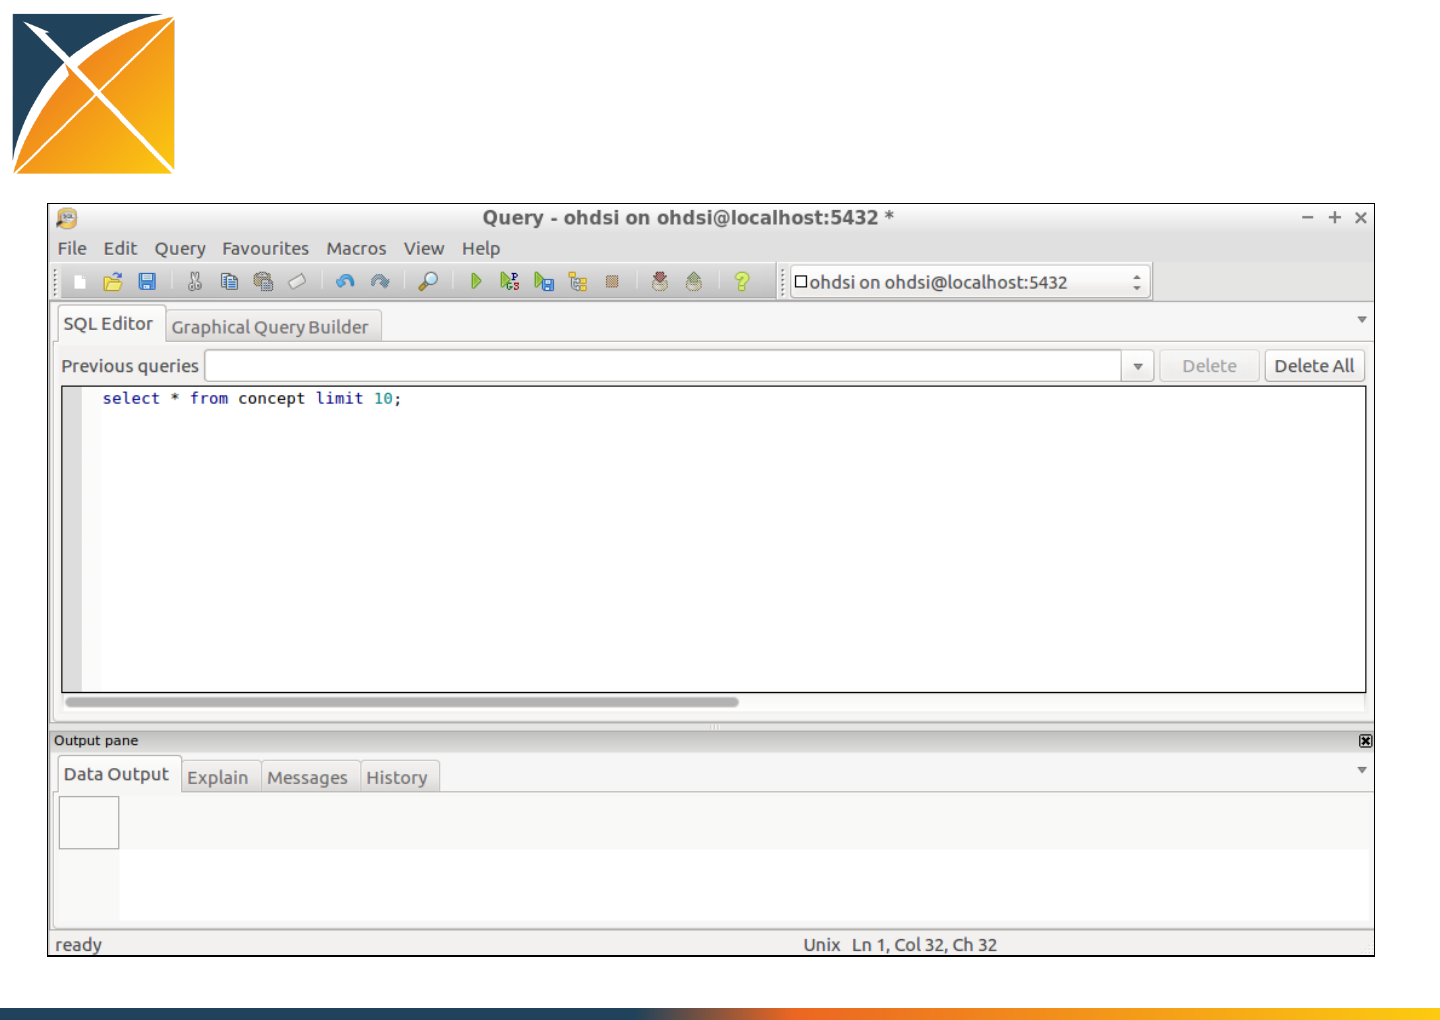 Query - ohdsi on ohdsi@localhost:5432 *
File Edit Query Favourites Macros View Help
ohdsi on ohdsi@localhost:5432
SQL Editor Graphical Query Builder
Previous queries Delete Delete All
select * from concept limit 10;
Output pane
Data Output Explain Messages History
ready Unix Ln 1, Col 32, Ch 32